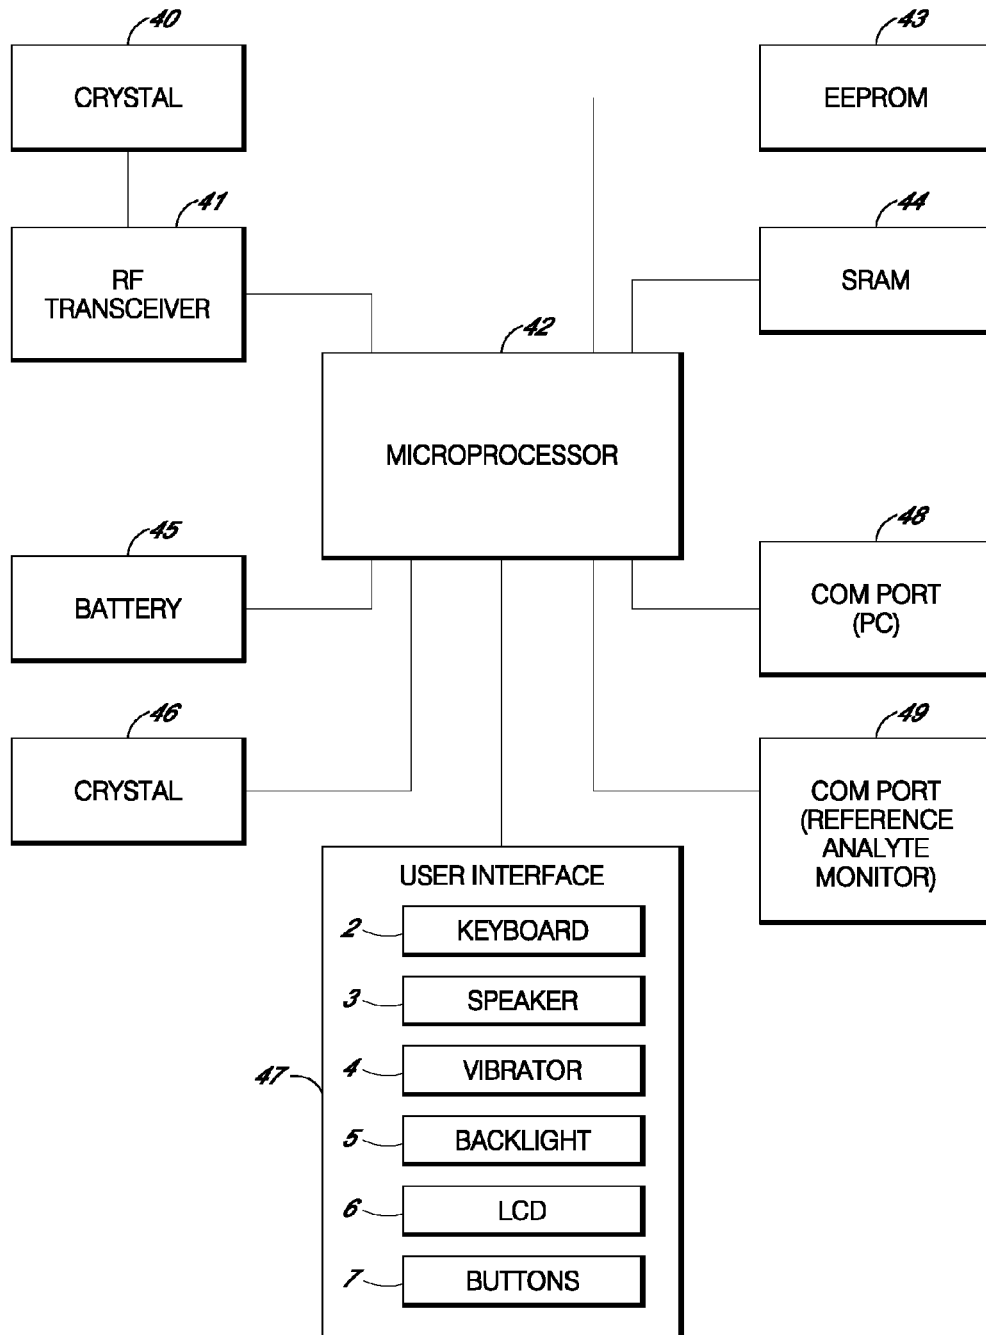 40
CRYSTAL
43
EEPROM
41
RF
TRANSCEIVER
44
SRAM
42
MICROPROCESSOR
45
BATTERY
48
COM PORT
(PC)
46
CRYSTAL
49
COM PORT
(REFERENCE
ANALYTE
MONITOR)
47
USER INTERFACE
2
KEYBOARD
3
SPEAKER
4
VIBRATOR
5
BACKLIGHT
6
LCD
7
BUTTONS